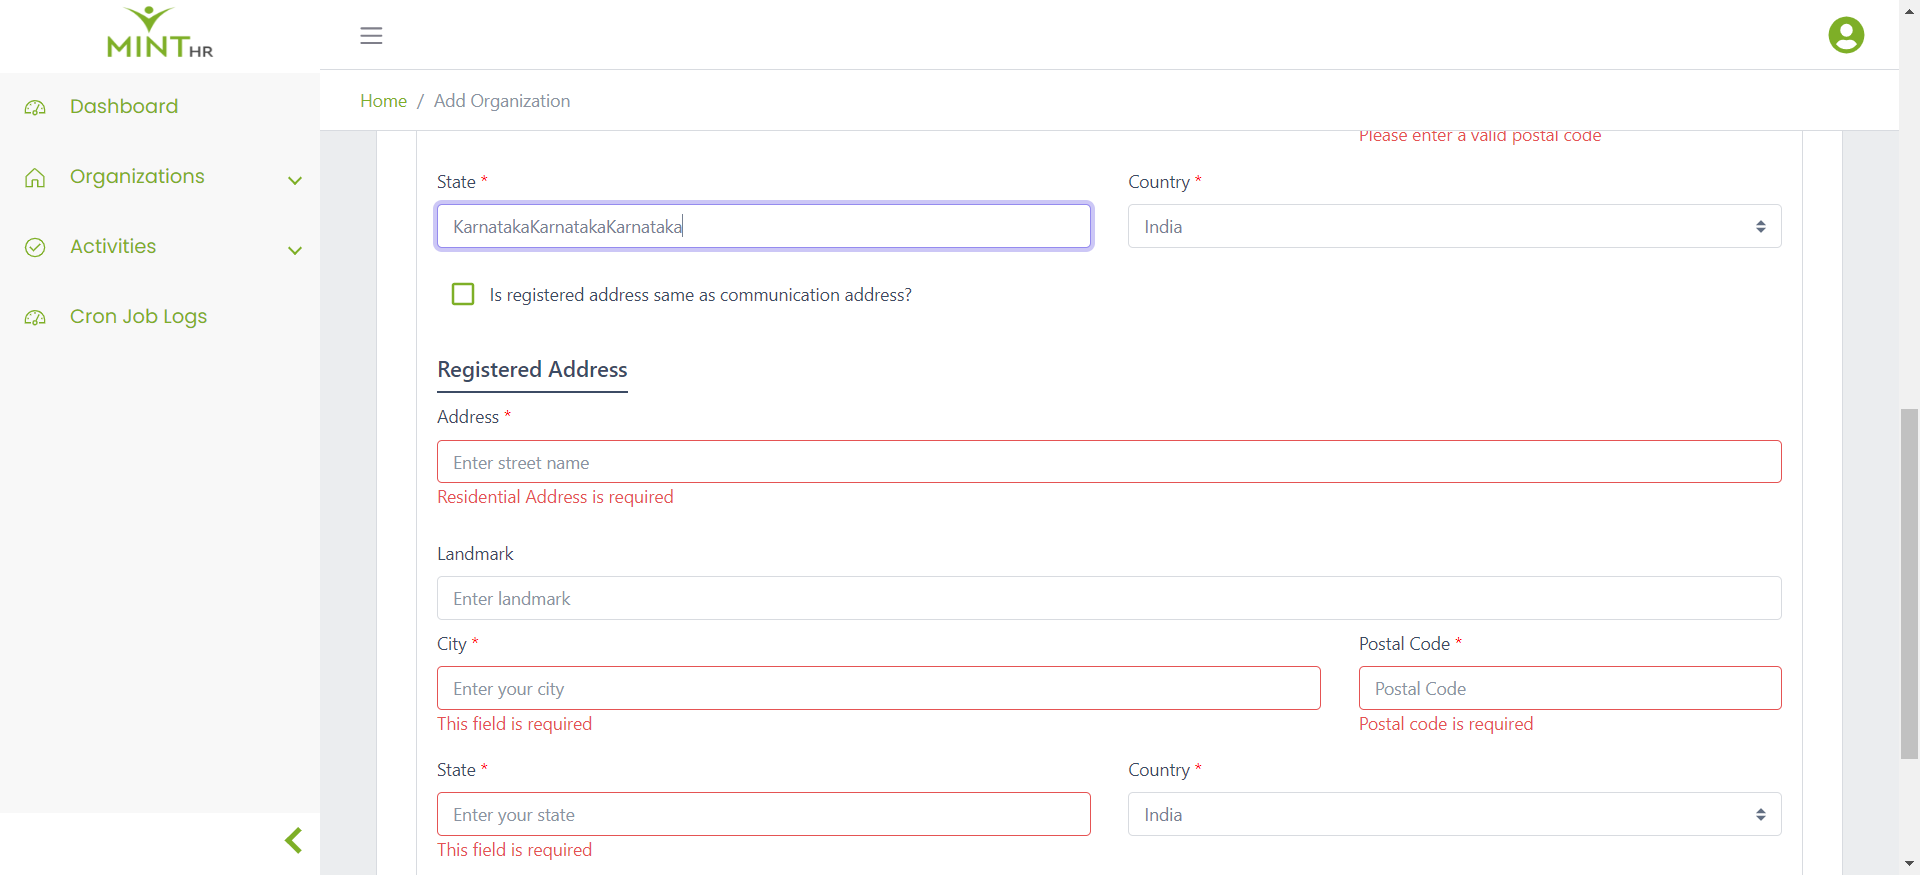 MINTHR
Home / Add Organization
Dashboard
Organizations
Activities
Cron Job Logs
Please enter a valid postal code
State *
Country *
KarnatakaKarnatakaKarnataka
India
Is registered address same as communication address?
Registered Address
Address *
Enter street name
Residential Address is required
Landmark
Enter landmark
City *
Postal Code *
Enter your city
Postal Code
This field is required
Postal code is required
State *
Country *
Enter your state
India
This field is required